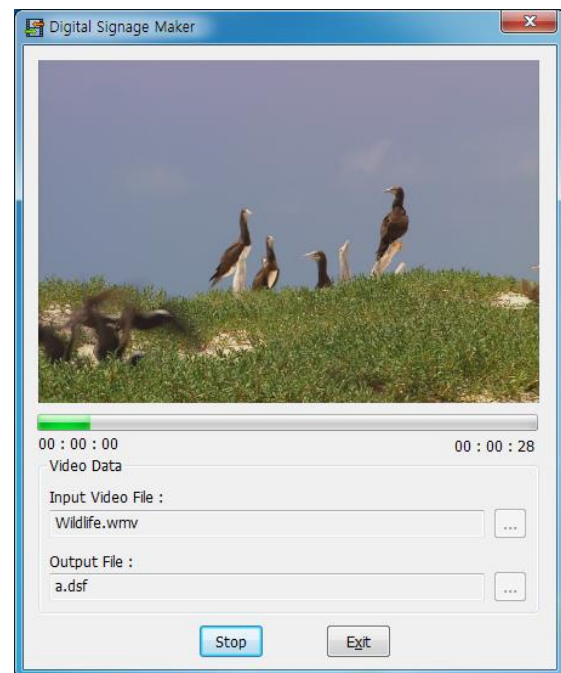 Digital Signage Maker
00 : 00 : 00
00 : 00 : 28
Video Data
Input Video File :
Wildlife.wmv
...
Output File :
a.dsf
...
Stop
Exit